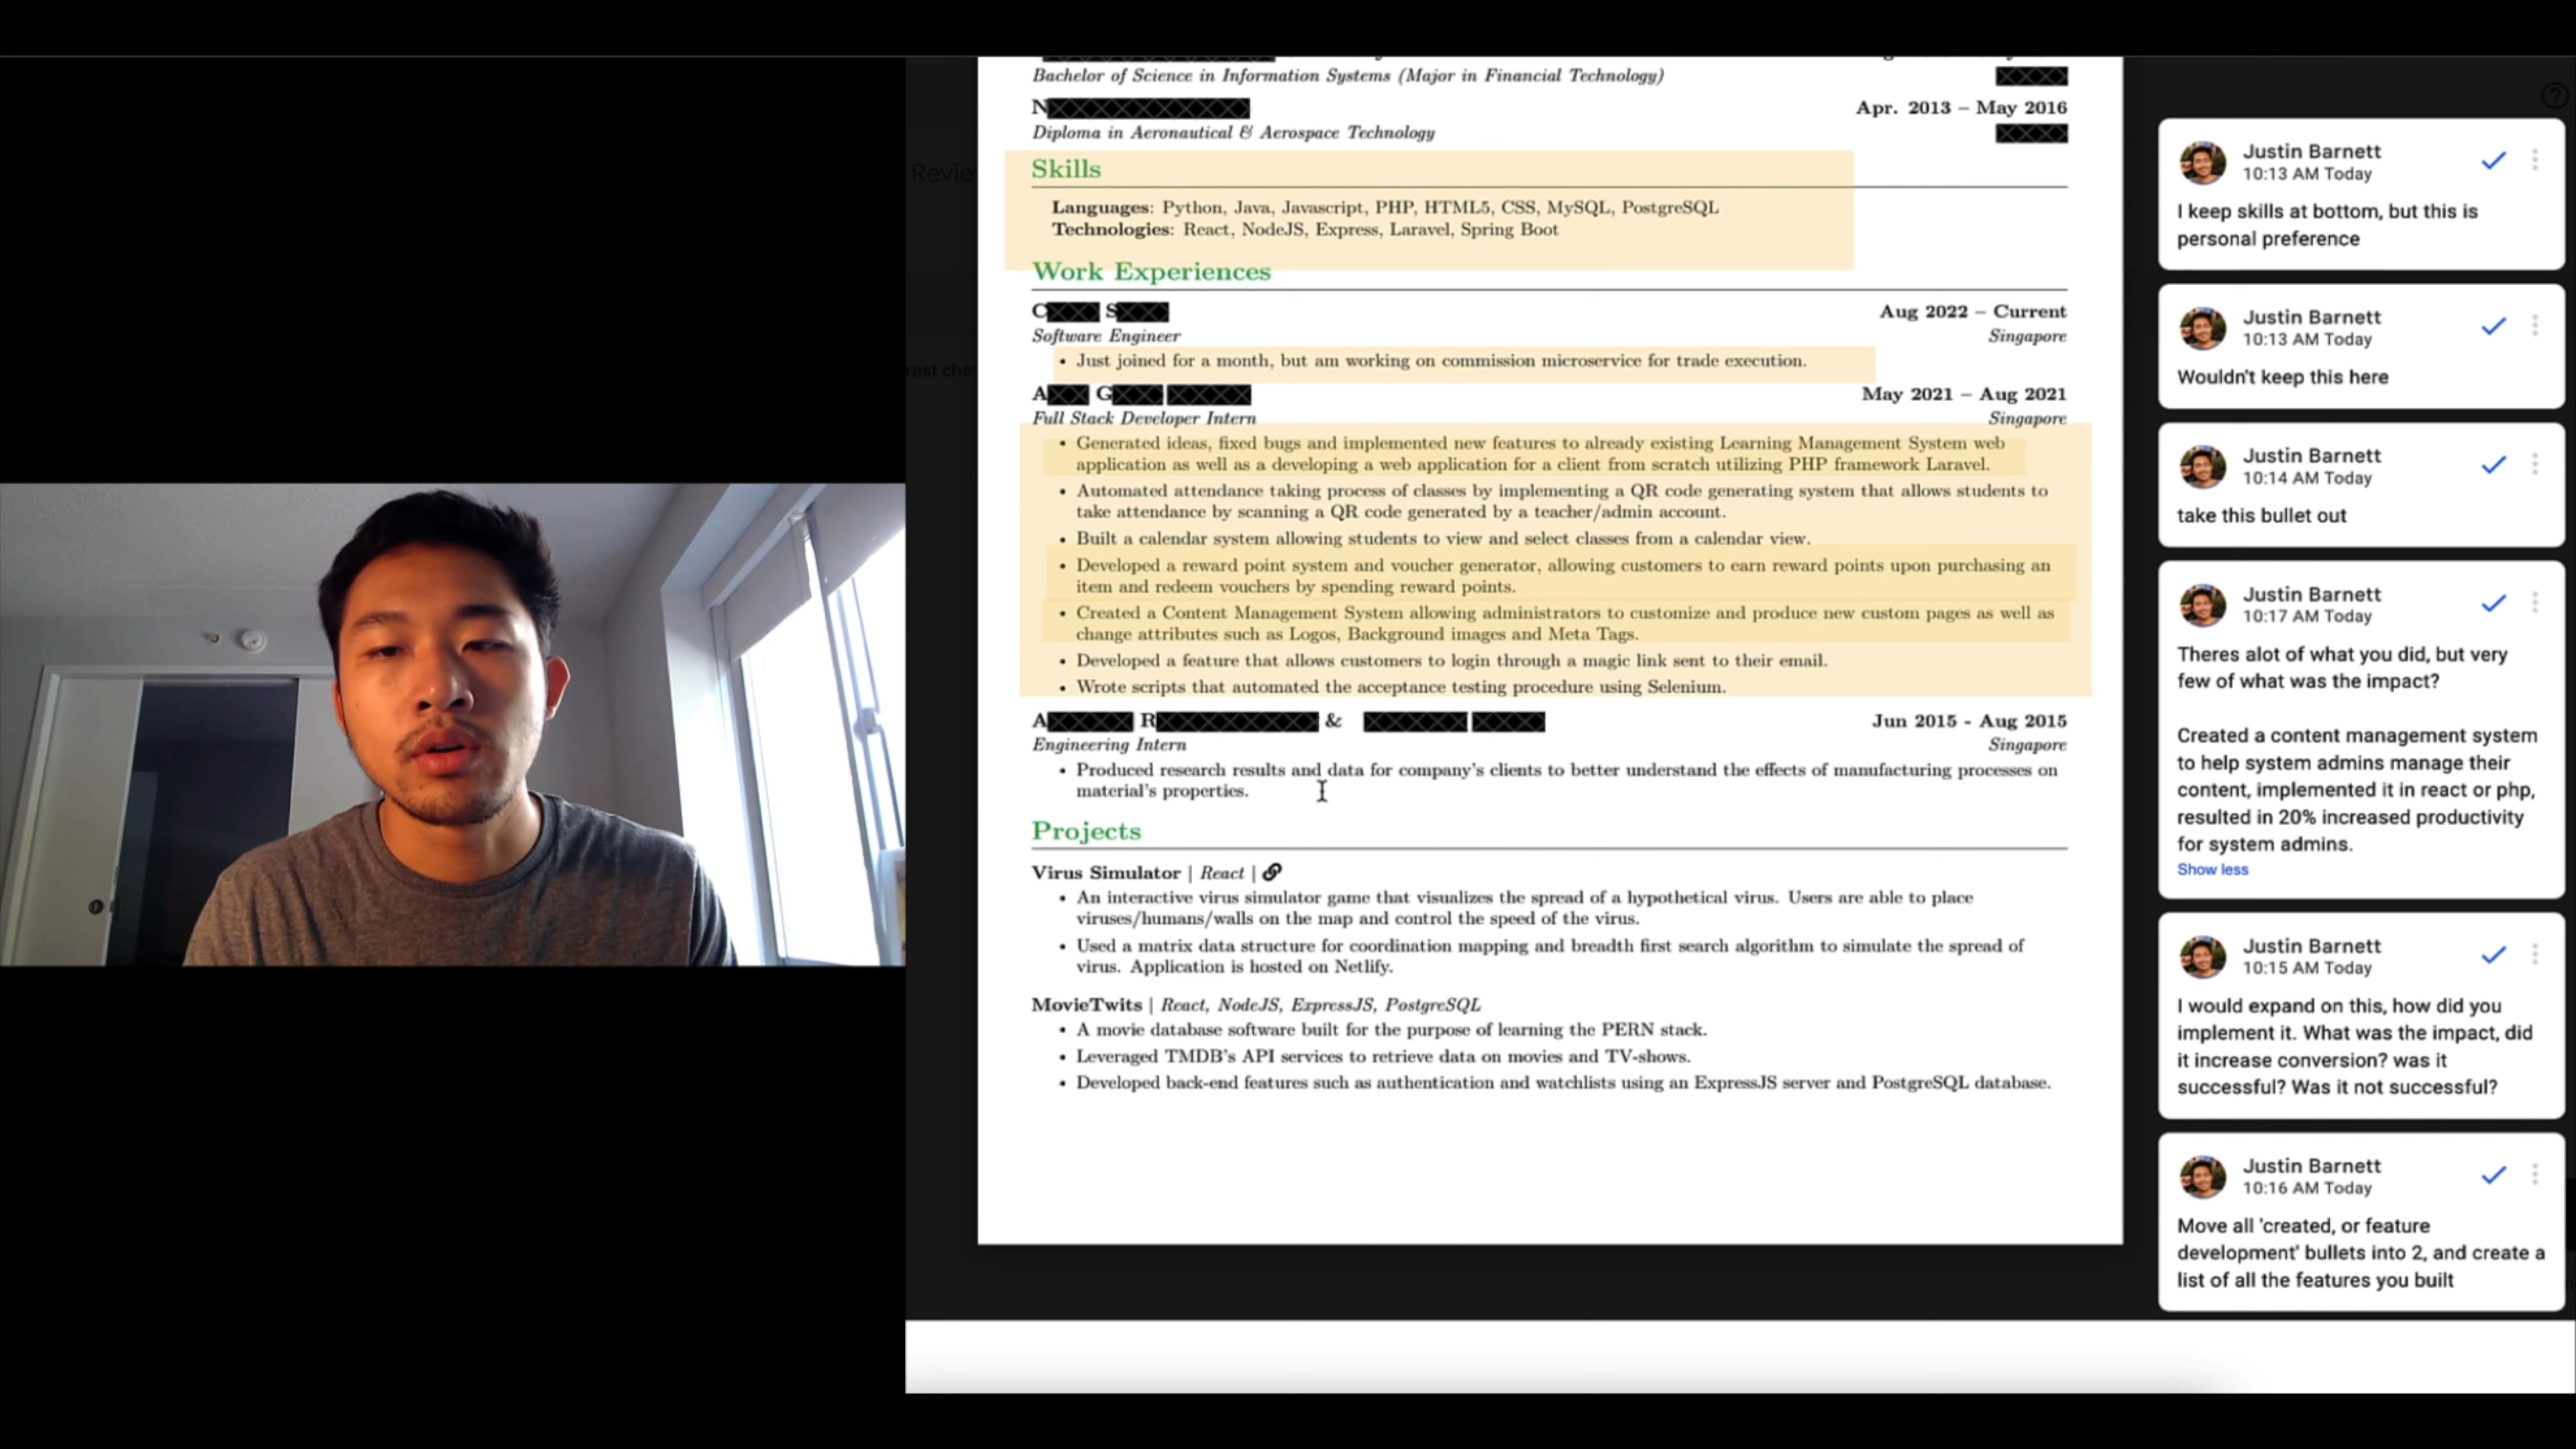 Bachelor of Science in Information Systems (Major in Financial Technology)
N
Apr. 2013 – May 2016
Diploma in Aeronautical & Aerospace Technology
Skills
Languages: Python, Java, Javascript, PHP, HTML5, CSS, MySQL, PostgreSQL
Technologies: React, NodeJS, Express, Laravel, Spring Boot
Work Experiences
C S
Aug 2022 – Current
Software Engineer
Singapore
• Just joined for a month, but am working on commission microservice for trade execution.
A G
May 2021 – Aug 2021
Full Stack Developer Intern
Singapore
• Generated ideas, fixed bugs and implemented new features to already existing Learning Management System web
application as well as a developing a web application for a client from scratch utilizing PHP framework Laravel.
• Automated attendance taking process of classes by implementing a QR code generating system that allows students to
take attendance by scanning a QR code generated by a teacher/admin account.
• Built a calendar system allowing students to view and select classes from a calendar view.
• Developed a reward point system and voucher generator, allowing customers to earn reward points upon purchasing an
item and redeem vouchers by spending reward points.
• Created a Content Management System allowing administrators to customize and produce new custom pages as well as
change attributes such as Logos, Background images and Meta Tags.
• Developed a feature that allows customers to login through a magic link sent to their email.
• Wrote scripts that automated the acceptance testing procedure using Selenium.
A R &
Jun 2015 - Aug 2015
Engineering Intern
Singapore
• Produced research results and data for company's clients to better understand the effects of manufacturing processes on
material's properties.
Projects
Virus Simulator | React |
• An interactive virus simulator game that visualizes the spread of a hypothetical virus. Users are able to place
viruses/humans/walls on the map and control the speed of the virus.
• Used a matrix data structure for coordination mapping and breadth first search algorithm to simulate the spread of
virus. Application is hosted on Netlify.
MovieTwits | React, NodeJS, ExpressJS, PostgreSQL
• A movie database software built for the purpose of learning the PERN stack.
• Leveraged TMDB's API services to retrieve data on movies and TV-shows.
• Developed back-end features such as authentication and watchlists using an ExpressJS server and PostgreSQL database.
Justin Barnett
10:13 AM Today
I keep skills at bottom, but this is
personal preference
Justin Barnett
10:13 AM Today
Wouldn't keep this here
Justin Barnett
10:14 AM Today
take this bullet out
Justin Barnett
10:17 AM Today
Theres alot of what you did, but very
few of what was the impact?
Created a content management system
to help system admins manage their
content, implemented it in react or php,
resulted in 20% increased productivity
for system admins.
Show less
Justin Barnett
10:15 AM Today
I would expand on this, how did you
implement it. What was the impact, did
it increase conversion? was it
successful? Was it not successful?
Justin Barnett
10:16 AM Today
Move all 'created, or feature
development' bullets into 2, and create a
list of all the features you built